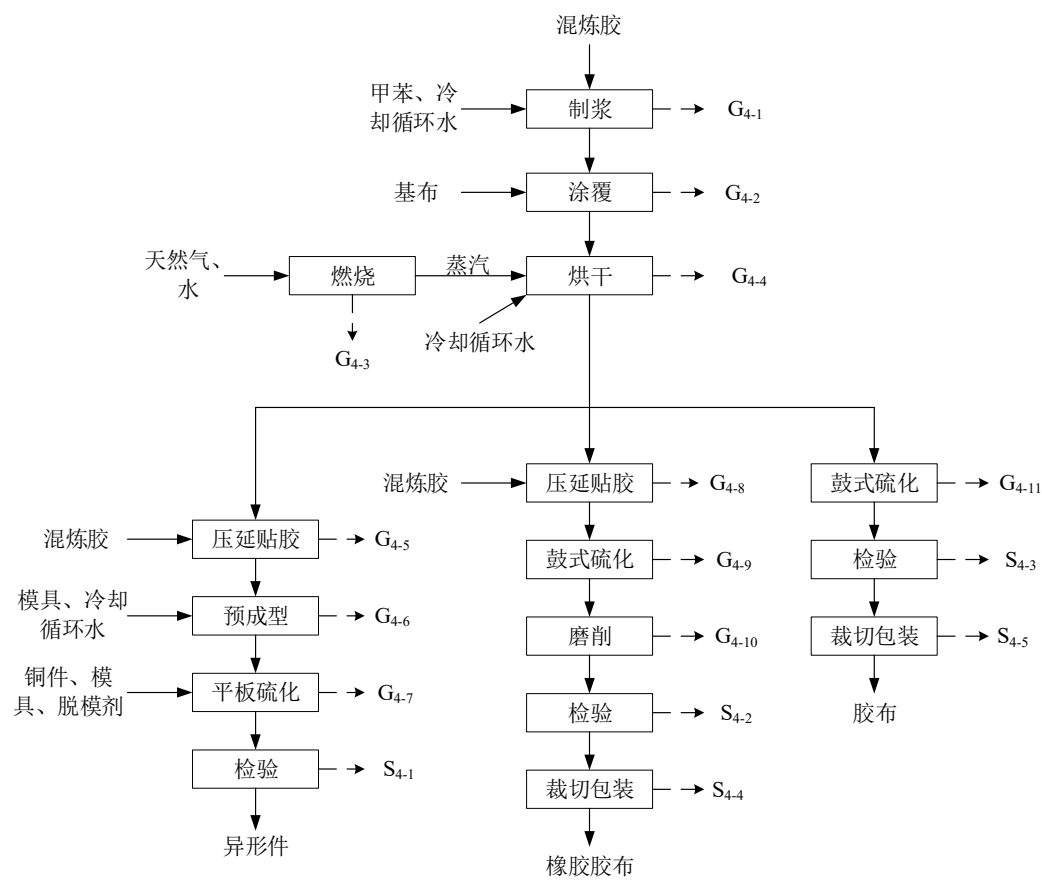 混炼胶
甲苯、冷
却循环水
制浆
G4-1
基布
涂覆
G4-2
天然气、
水
燃烧
蒸汽
烘干
G4-4
冷却循环水
G4-3
混炼胶
压延贴胶
G4-8
鼓式硫化
G4-11
混炼胶
压延贴胶
G4-5
鼓式硫化
G4-9
检验
S4-3
模具、冷却
循环水
预成型
G4-6
磨削
G4-10
裁切包装
S4-5
铜件、模
具、脱模剂
平板硫化
G4-7
检验
S4-2
胶布
检验
S4-1
裁切包装
S4-4
异形件
橡胶胶布